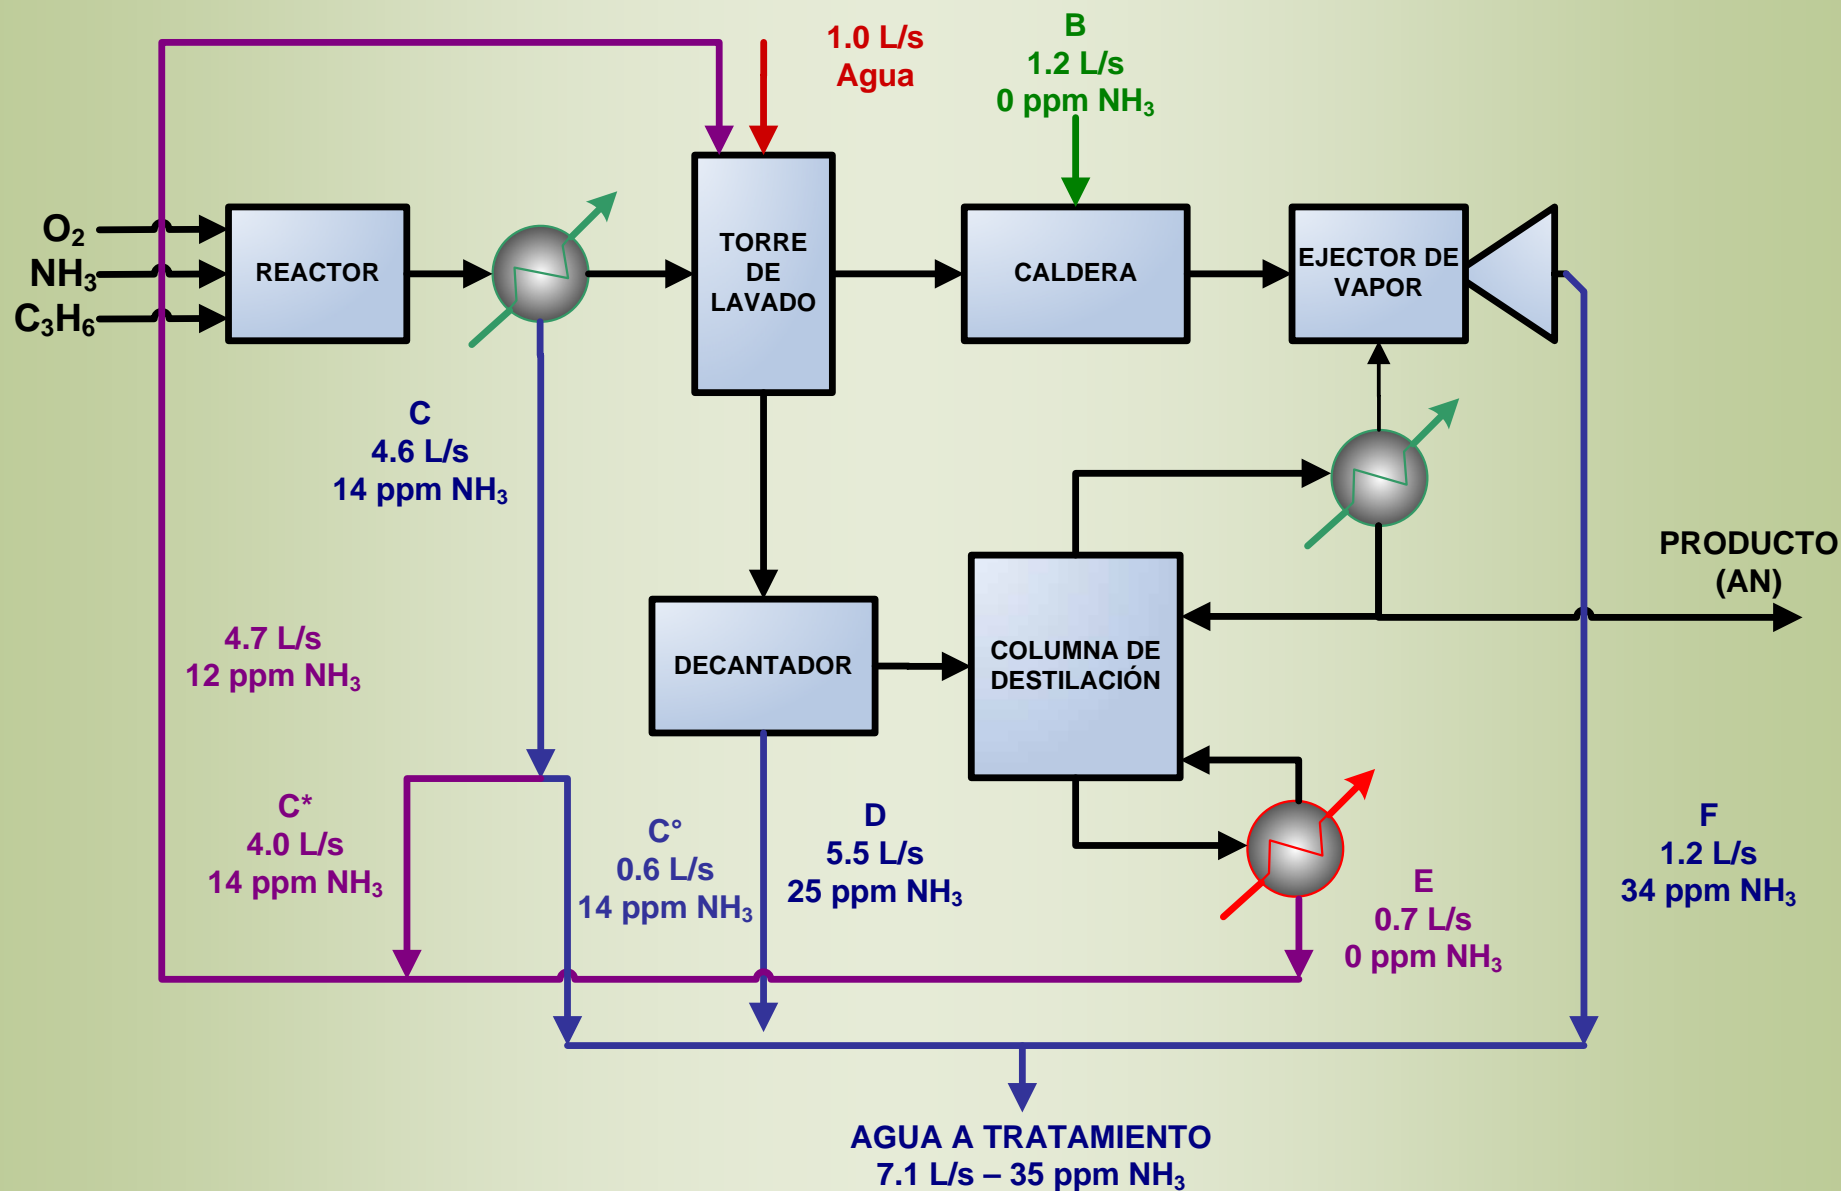 1.0 L/s
Agua
B
1.2 L/s
0 ppm NH₃
O₂
NH₃
C₃H₆
REACTOR
TORRE
DE
LAVADO
CALDERA
EJECTOR DE
VAPOR
C
4.6 L/s
14 ppm NH₃
PRODUCTO
(AN)
4.7 L/s
12 ppm NH₃
DECANTADOR
COLUMNA DE
DESTILACIÓN
C*
4.0 L/s
14 ppm NH₃
C°
0.6 L/s
14 ppm NH₃
D
5.5 L/s
25 ppm NH₃
E
0.7 L/s
0 ppm NH₃
F
1.2 L/s
34 ppm NH₃
AGUA A TRATAMIENTO
7.1 L/s – 35 ppm NH₃